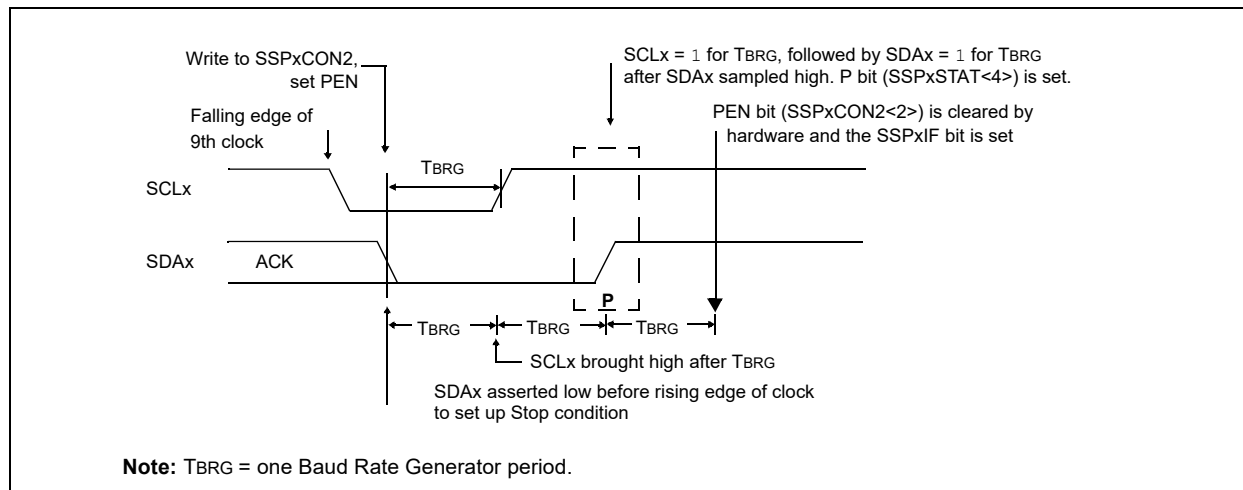 Write to SSPxCON2,
set PEN
SCLx = 1 for TBRG, followed by SDAx = 1 for TBRG
after SDAx sampled high. P bit (SSPxSTAT<4>) is set.
Falling edge of
9th clock
PEN bit (SSPxCON2<2>) is cleared by
hardware and the SSPxIF bit is set
TBRG
SCLx
SDAx
ACK
P
TBRG
TBRG
TBRG
SCLx brought high after TBRG
SDAx asserted low before rising edge of clock
to set up Stop condition
Note: TBRG = one Baud Rate Generator period.